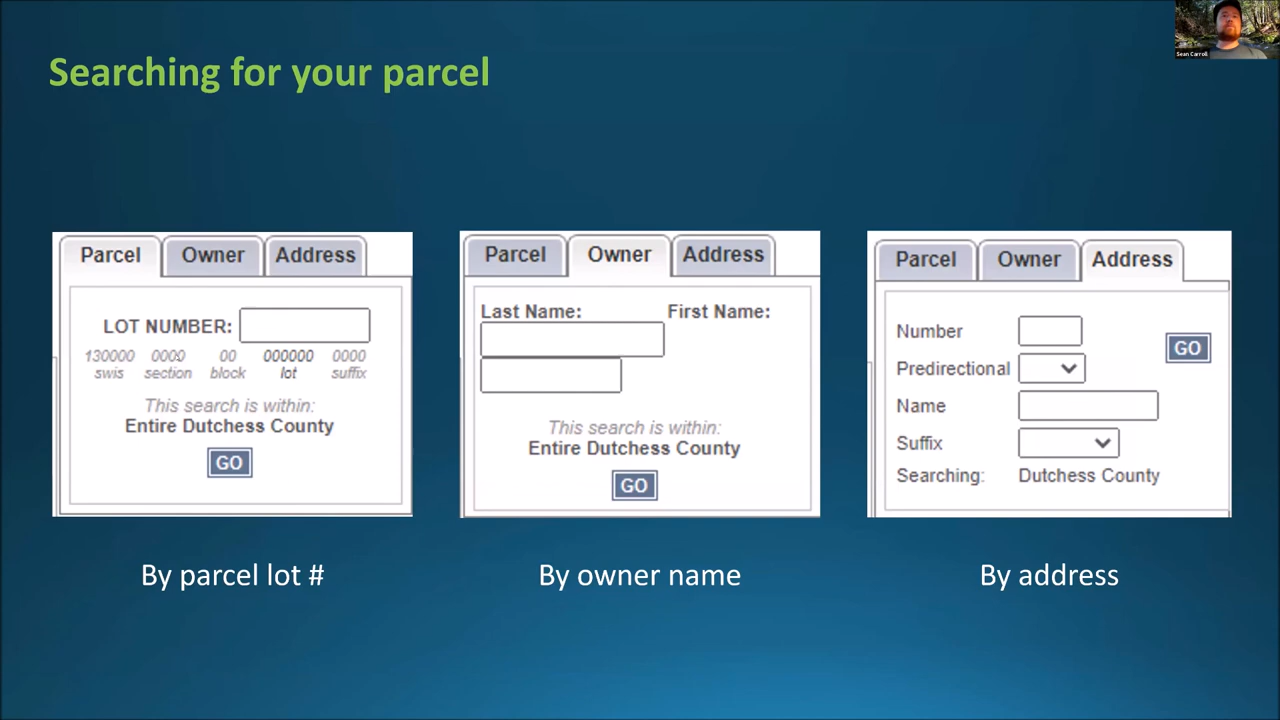 Searching for your parcel
Sean Carroll
Parcel Owner Address
LOT NUMBER:
130000 0000 00 000000 0000
swis section block lot suffix
This search is within:
Entire Dutchess County
GO
By parcel lot #
Parcel Owner Address
Last Name: First Name:
This search is within:
Entire Dutchess County
GO
By owner name
Parcel Owner Address
Number
GO
Predirectional
Name
Suffix
Searching: Dutchess County
By address